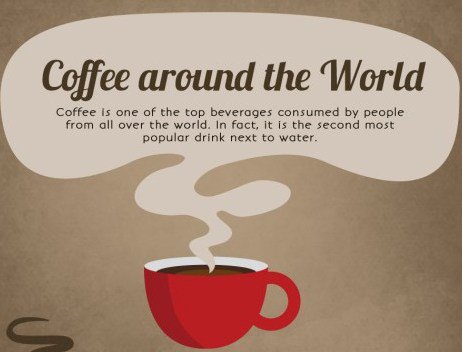 Coffee around the World
Coffee is one of the top beverages consumed by people
from all over the world. In fact, it is the second most
popular drink next to water.